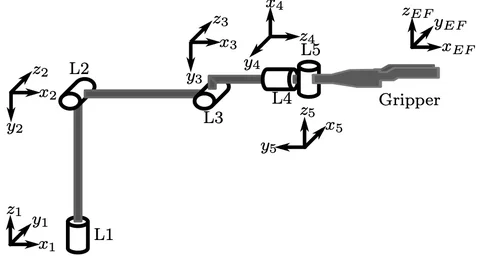 x_4
z_3
z_4
x_3
y_4
y_3
z_{EF}
y_{EF}
x_{EF}
L5
L2
z_2
x_2
y_2
L4
Gripper
L3
z_5
x_5
y_5
z_1
y_1
x_1
L1